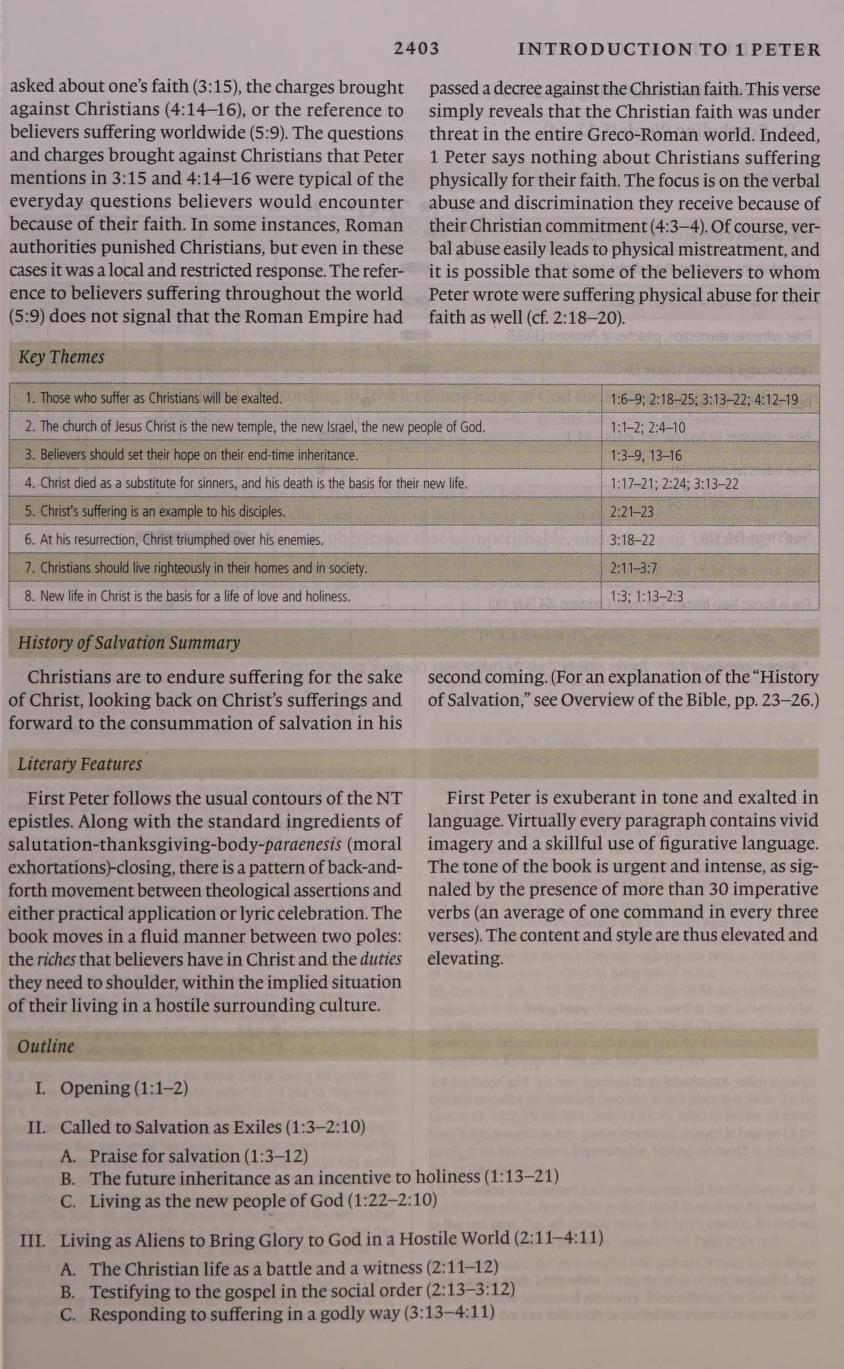 2403 INTRODUCTION TO 1 PETER
asked about one's faith (3:15), the charges brought
against Christians (4:14–16), or the reference to
believers suffering worldwide (5:9). The questions
and charges brought against Christians that Peter
mentions in 3:15 and 4:14–16 were typical of the
everyday questions believers would encounter
because of their faith. In some instances, Roman
authorities punished Christians, but even in these
cases it was a local and restricted response. The refer-
ence to believers suffering throughout the world
(5:9) does not signal that the Roman Empire had
passed a decree against the Christian faith. This verse
simply reveals that the Christian faith was under
threat in the entire Greco-Roman world. Indeed,
1 Peter says nothing about Christians suffering
physically for their faith. The focus is on the verbal
abuse and discrimination they receive because of
their Christian commitment (4:3–4). Of course, ver-
bal abuse easily leads to physical mistreatment, and
it is possible that some of the believers to whom
Peter wrote were suffering physical abuse for their
faith as well (cf. 2:18–20).
Key Themes
1. Those who suffer as Christians will be exalted. 1:6–9; 2:18–25; 3:13–22; 4:12–19
2. The church of Jesus Christ is the new temple, the new Israel, the new people of God. 1:1–2; 2:4–10
3. Believers should set their hope on their end-time inheritance. 1:3–9, 13–16
4. Christ died as a substitute for sinners, and his death is the basis for their new life. 1:17–21; 2:24; 3:13–22
5. Christ's suffering is an example to his disciples. 2:21–23
6. At his resurrection, Christ triumphed over his enemies. 3:18–22
7. Christians should live righteously in their homes and in society. 2:11–3:7
8. New life in Christ is the basis for a life of love and holiness. 1:3; 1:13–2:3
History of Salvation Summary
Christians are to endure suffering for the sake
of Christ, looking back on Christ's sufferings and
forward to the consummation of salvation in his
second coming. (For an explanation of the “History
of Salvation,” see Overview of the Bible, pp. 23–26.)
Literary Features
First Peter follows the usual contours of the NT
epistles. Along with the standard ingredients of
salutation-thanksgiving-body-paraenesis (moral
exhortations)-closing, there is a pattern of back-and-
forth movement between theological assertions and
either practical application or lyric celebration. The
book moves in a fluid manner between two poles:
the riches that believers have in Christ and the duties
they need to shoulder, within the implied situation
of their living in a hostile surrounding culture.
First Peter is exuberant in tone and exalted in
language. Virtually every paragraph contains vivid
imagery and a skillful use of figurative language.
The tone of the book is urgent and intense, as sig-
naled by the presence of more than 30 imperative
verbs (an average of one command in every three
verses). The content and style are thus elevated and
elevating.
Outline
I. Opening (1:1–2)
II. Called to Salvation as Exiles (1:3–2:10)
A. Praise for salvation (1:3–12)
B. The future inheritance as an incentive to holiness (1:13–21)
C. Living as the new people of God (1:22–2:10)
III. Living as Aliens to Bring Glory to God in a Hostile World (2:11–4:11)
A. The Christian life as a battle and a witness (2:11–12)
B. Testifying to the gospel in the social order (2:13–3:12)
C. Responding to suffering in a godly way (3:13–4:11)